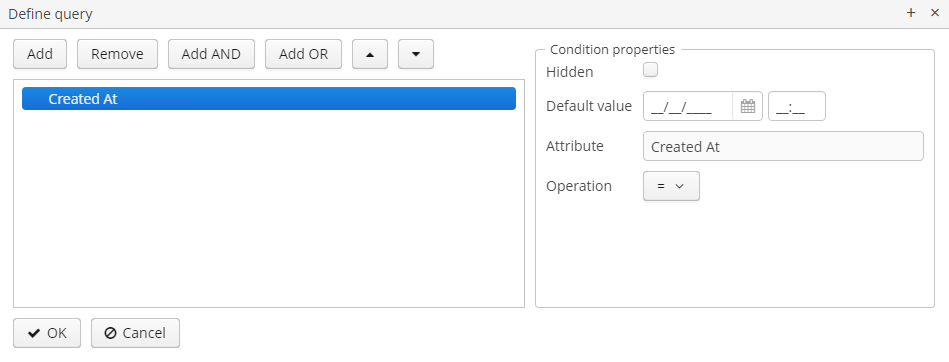 Define query
Add Remove Add AND Add OR
Created At
Condition properties
Hidden
Default value __/__/____ __:__
Attribute Created At
Operation =
OK Cancel